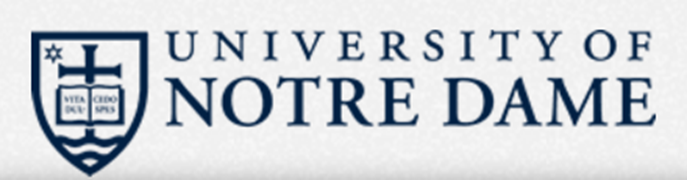 UNIVERSITY OF
NOTRE DAME
VITA CEDO
DUL· SPES